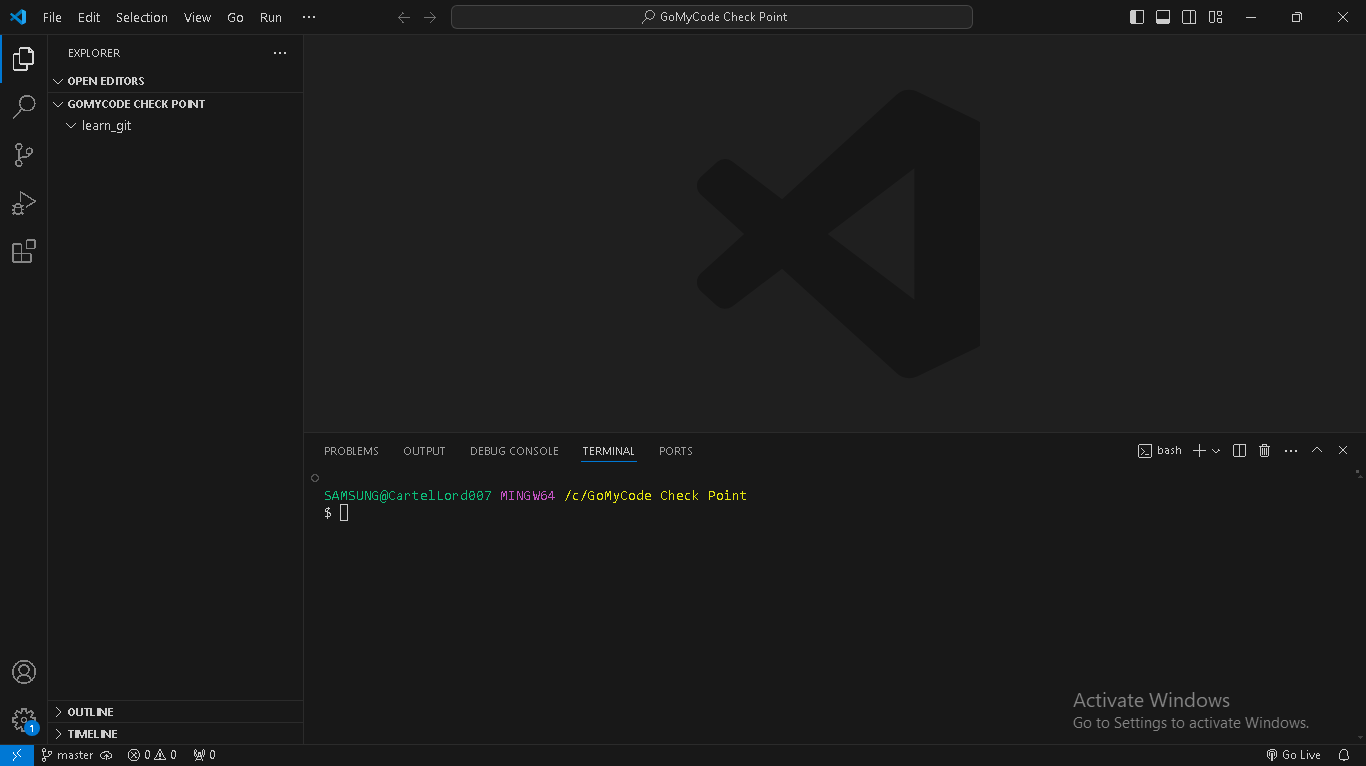 File Edit Selection View Go Run ···
GoMyCode Check Point
EXPLORER
OPEN EDITORS
GOMYCODE CHECK POINT
learn_git
OUTLINE
TIMELINE
PROBLEMS OUTPUT DEBUG CONSOLE TERMINAL PORTS
bash
SAMSUNG@CartelLord007 MINGW64 /c/GoMyCode Check Point
$
Activate Windows
Go to Settings to activate Windows.
1
master 0 0 0
Go Live